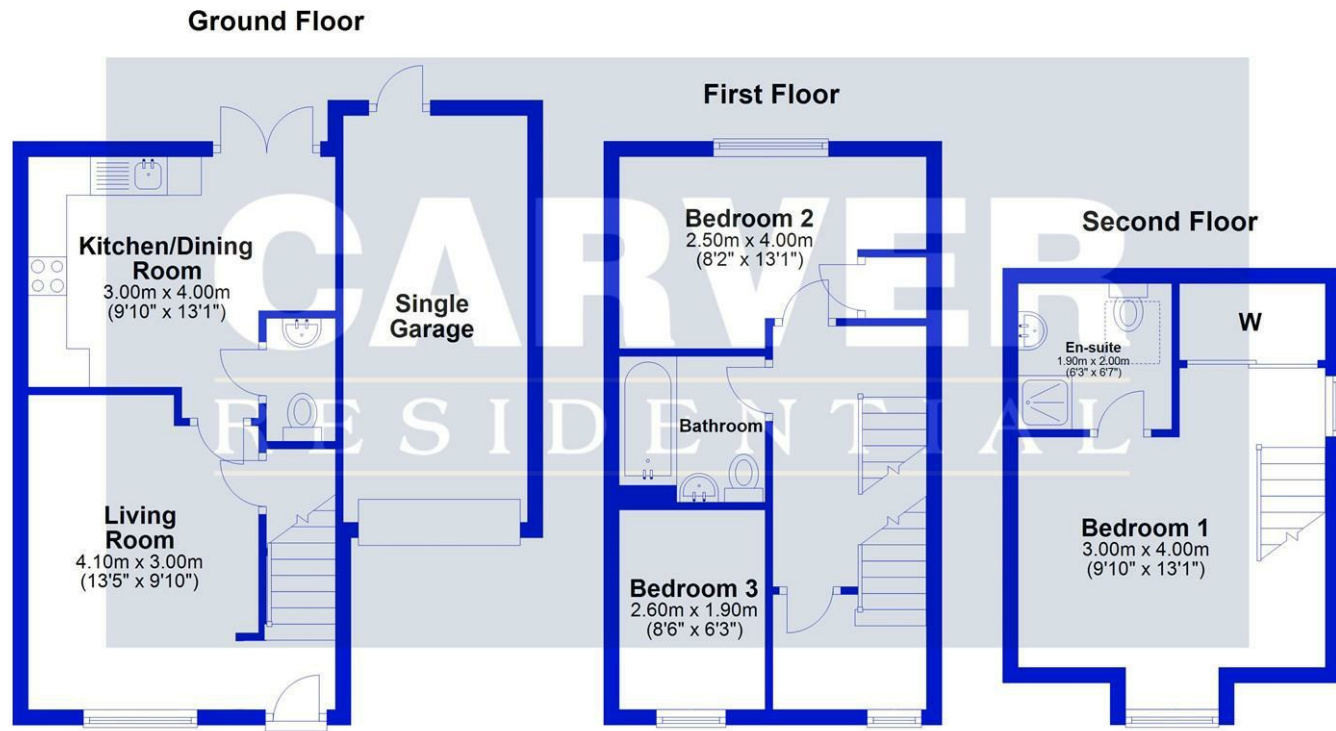 Ground Floor
Kitchen/Dining
Room
3.00m x 4.00m
(9'10" x 13'1")
Single
Garage
Living
Room
4.10m x 3.00m
(13'5" x 9'10")
First Floor
Bedroom 2
2.50m x 4.00m
(8'2" x 13'1")
Bathroom
Bedroom 3
2.60m x 1.90m
(8'6" x 6'3")
Second Floor
W
En-suite
1.90m x 2.00m
(6'3" x 6'7")
Bedroom 1
3.00m x 4.00m
(9'10" x 13'1")
CARVER
RESIDENTIAL